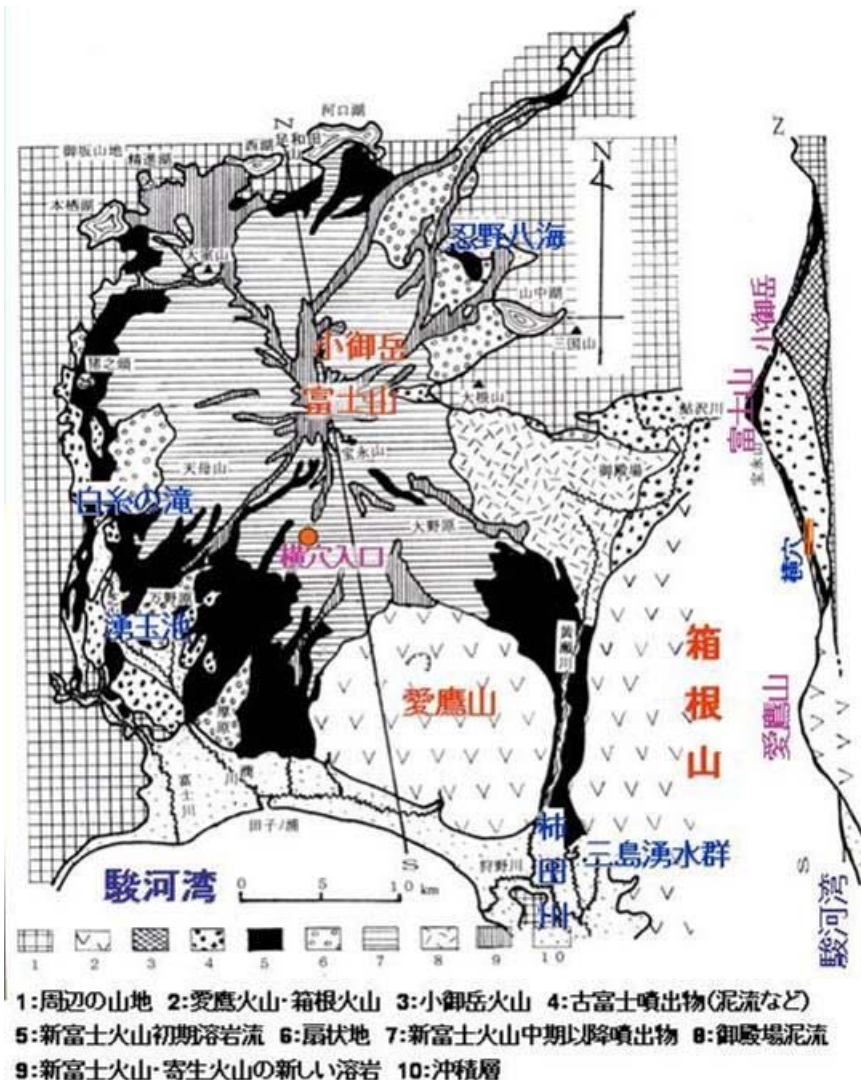 N
河口湖
足和田山
西湖
御坂山地
精進湖
本栖湖
N
Z
忍野八海
大室山
山中湖
三国山
小御岳
小御岳
猪之頭
富士山
富士山
大根山
鮎沢川
宝永山
宝永山
御殿場
天母山
白糸の滝
大野原
横穴入口
横穴
万野原
湧玉池
黄瀬川
箱根山
愛鷹山
愛鷹山
富士川
潤川
田子ノ浦
柿田川
三島湧水群
狩野川
S
S
駿河湾
駿河湾
0 5 10 km
1 2 3 4 5 6 7 8 9 10
1:周辺の山地 2:愛鷹火山・箱根火山 3:小御岳火山 4:古富士噴出物(泥流など)
5:新富士火山初期溶岩流 6:扇状地 7:新富士火山中期以降噴出物 8:御殿場泥流
9:新富士火山・寄生火山の新しい溶岩 10:沖積層